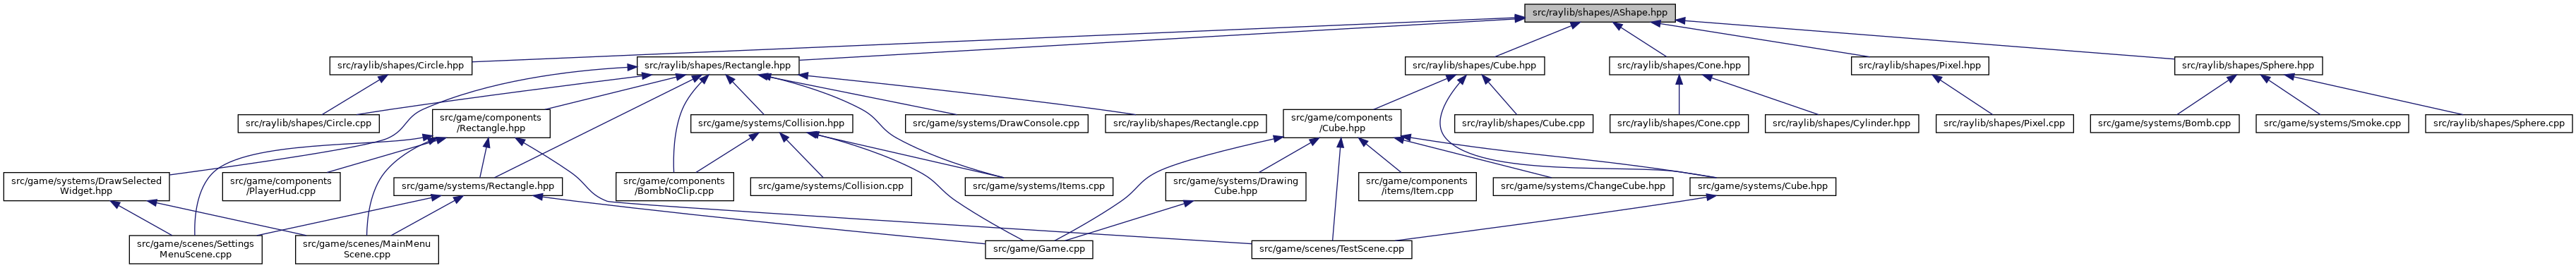 src/raylib/shapes/AShape.hpp
src/raylib/shapes/Circle.hpp
src/raylib/shapes/Rectangle.hpp
src/raylib/shapes/Cube.hpp
src/raylib/shapes/Cone.hpp
src/raylib/shapes/Pixel.hpp
src/raylib/shapes/Sphere.hpp
src/raylib/shapes/Circle.cpp
src/game/components
/Rectangle.hpp
src/game/systems/Collision.hpp
src/game/systems/DrawConsole.cpp
src/raylib/shapes/Rectangle.cpp
src/game/components
/Cube.hpp
src/raylib/shapes/Cube.cpp
src/raylib/shapes/Cone.cpp
src/raylib/shapes/Cylinder.hpp
src/raylib/shapes/Pixel.cpp
src/game/systems/Bomb.cpp
src/game/systems/Smoke.cpp
src/raylib/shapes/Sphere.cpp
src/game/systems/DrawSelected
Widget.hpp
src/game/components
/PlayerHud.cpp
src/game/systems/Rectangle.hpp
src/game/components
/BombNoClip.cpp
src/game/systems/Collision.cpp
src/game/systems/Items.cpp
src/game/systems/Drawing
Cube.hpp
src/game/components
/items/Item.cpp
src/game/systems/ChangeCube.hpp
src/game/systems/Cube.hpp
src/game/scenes/Settings
MenuScene.cpp
src/game/scenes/MainMenu
Scene.cpp
src/game/Game.cpp
src/game/scenes/TestScene.cpp